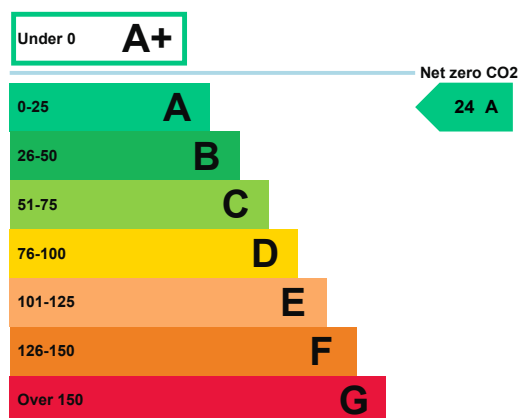 Under 0 A+
Net zero CO2
0-25 A
24 A
26-50 B
51-75 C
76-100 D
101-125 E
126-150 F
Over 150 G